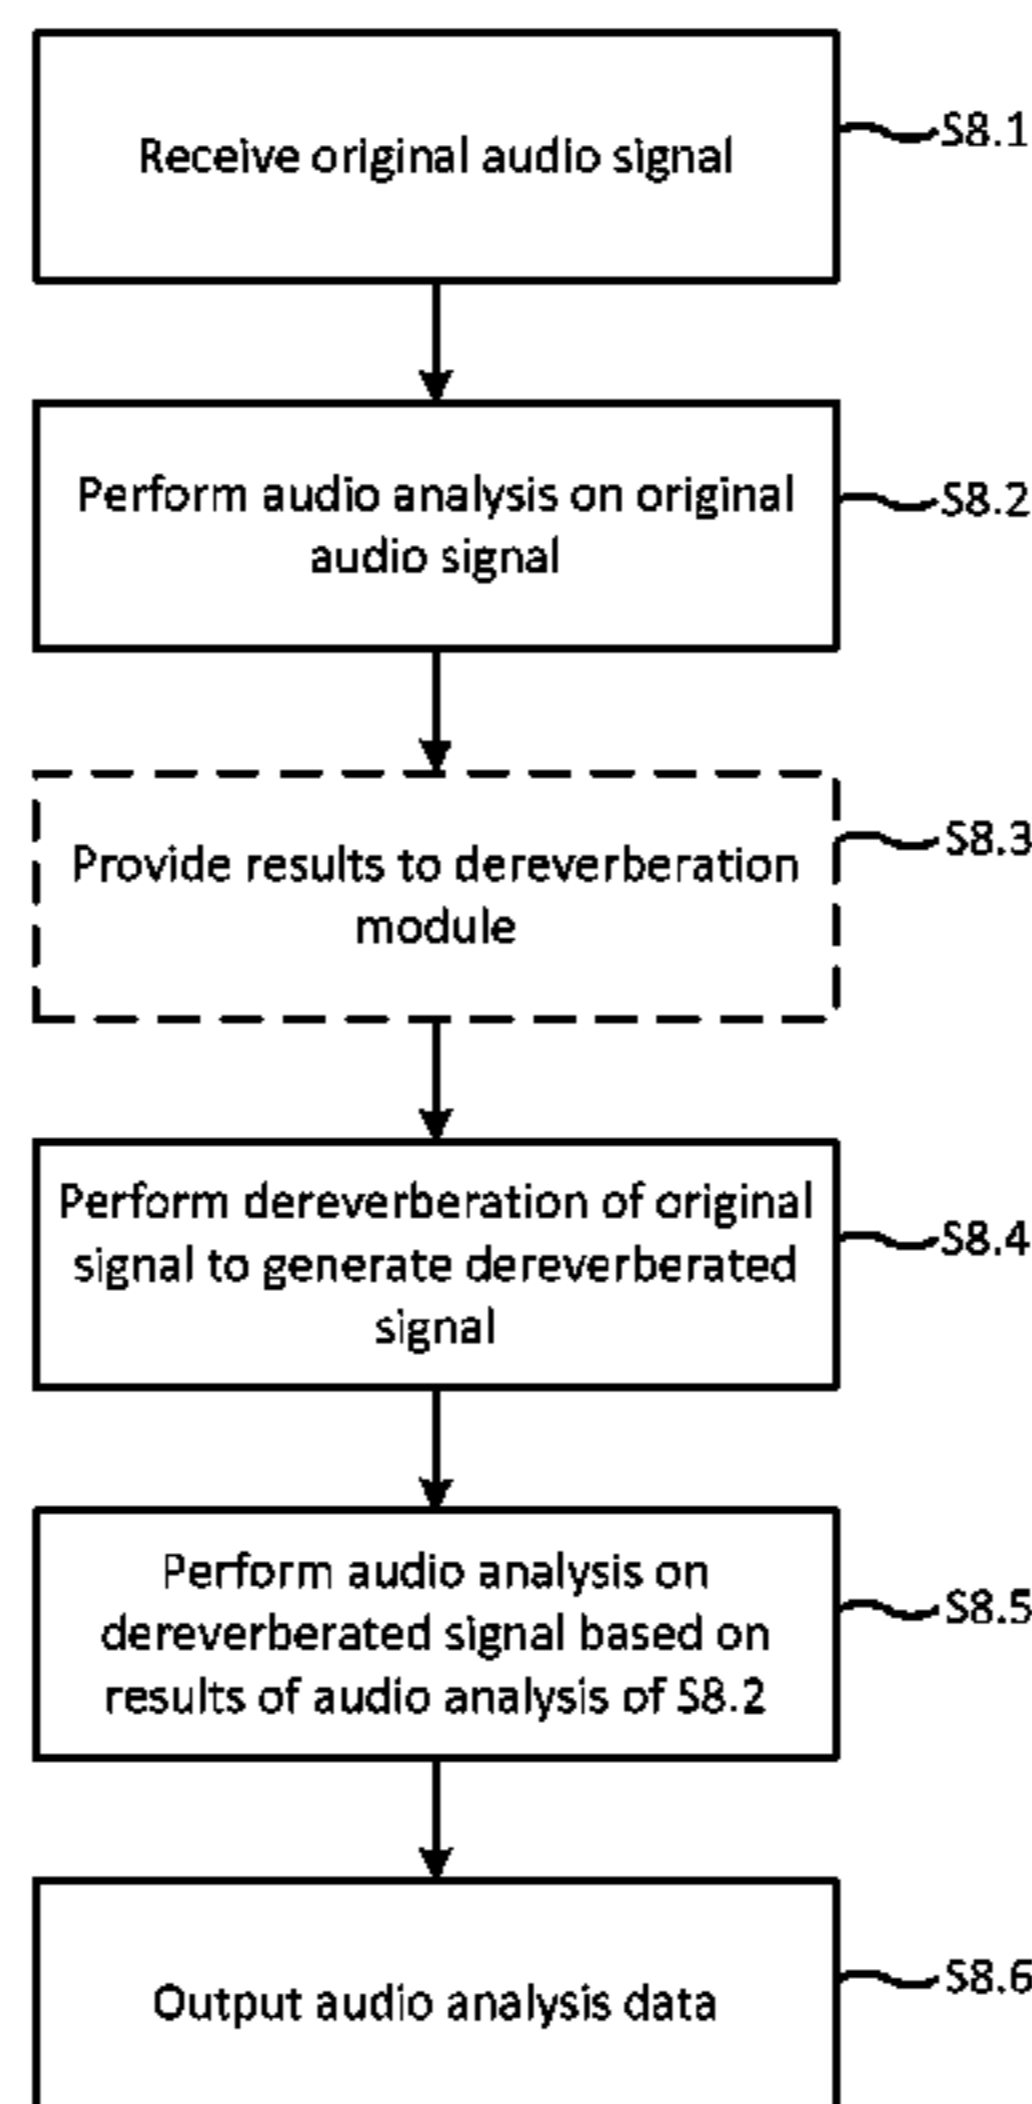 Receive original audio signal
S8.1
Perform audio analysis on original
audio signal
S8.2
Provide results to dereverberation
module
S8.3
Perform dereverberation of original
signal to generate dereverberated
signal
S8.4
Perform audio analysis on
dereverberated signal based on
results of audio analysis of S8.2
S8.5
Output audio analysis data
S8.6